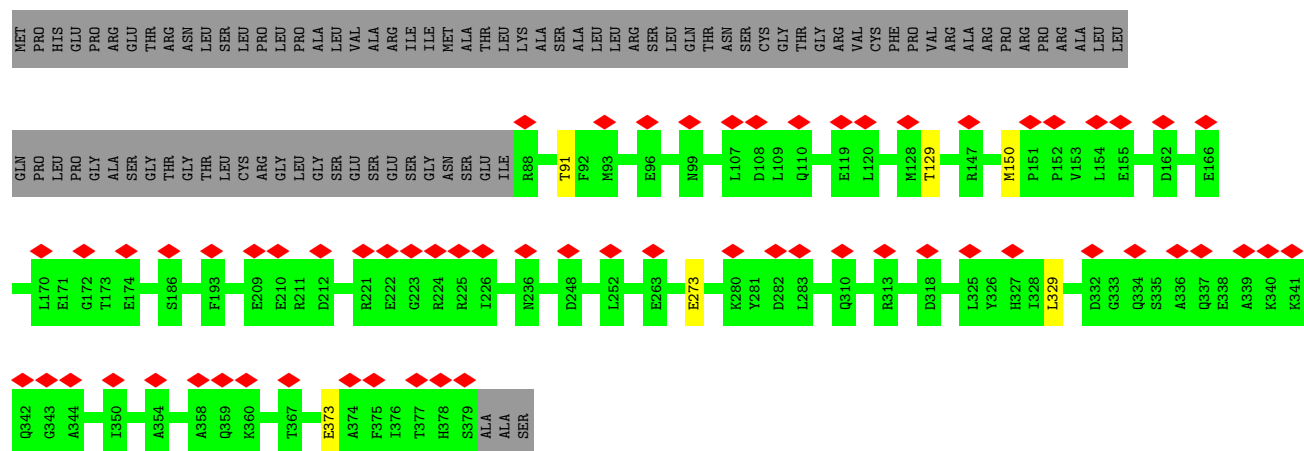 MET PRO HIS GLU PRO ARG GLU THR ARG ASN LEU SER LEU PRO LEU PRO ALA LEU VAL ALA ARG ILE ILE MET ALA THR LEU LYS ALA SER ALA LEU LEU ARG SER LEU GLN THR ASN SER CYS GLY THR GLY ARG VAL CYS PHE PRO VAL ARG ALA ARG PRO ARG PRO ARG ALA LEU LEU
GLN PRO LEU PRO GLY ALA SER GLY THR GLY THR LEU CYS ARG GLY LEU GLY SER GLU SER GLU SER GLY ASN SER GLU ILE R88 T91 F92 M93 E96 N99 L107 D108 L109 Q110 E119 L120 M128 T129 R147 M150 P151 P152 V153 L154 E155 D162 E166
L170 E171 G172 T173 E174 S186 F193 E209 E210 R211 D212 R221 E222 G223 R224 R225 I226 N236 D248 L252 E263 E273 K280 Y281 D282 L283 Q310 R313 D318 L325 Y326 H327 I328 L329 D332 G333 Q334 S335 A336 Q337 E338 A339 K340 K341
Q342 G343 A344 I350 A354 A358 Q359 K360 T367 E373 A374 F375 I376 T377 H378 S379 ALA ALA SER